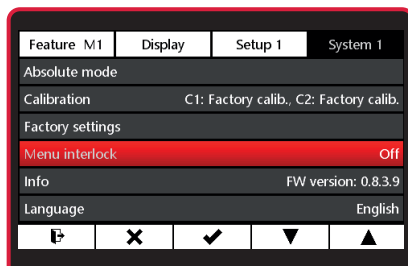 Feature M1 Display Setup 1 System 1
Absolute mode
Calibration C1: Factory calib., C2: Factory calib.
Factory settings
Menu interlock Off
Info FW version: 0.8.3.9
Language English